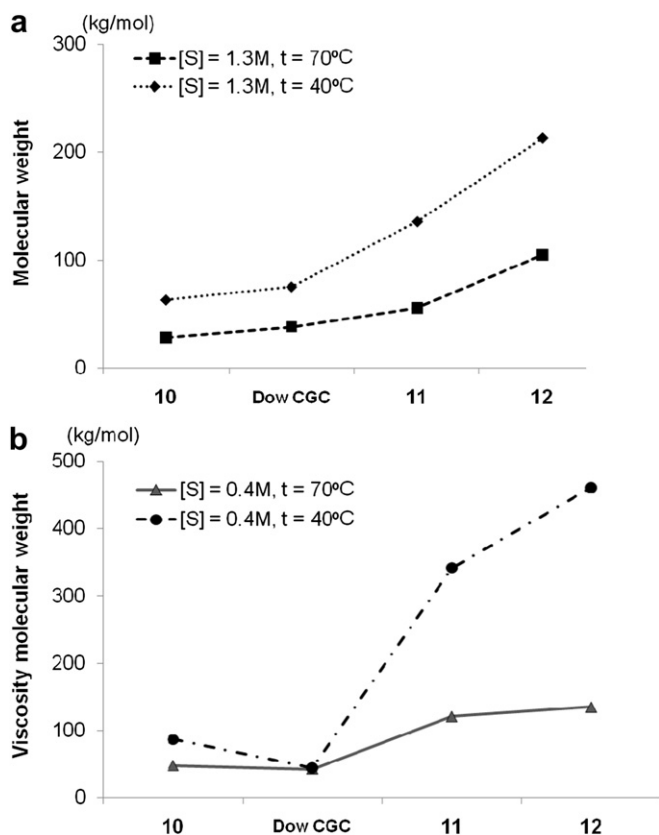 a
(kg/mol)
Molecular weight
300
200
100
0
[S] = 1.3M, t = 70ºC
[S] = 1.3M, t = 40ºC
10 Dow CGC 11 12
b
(kg/mol)
Viscosity molecular weight
500
400
300
200
100
0
[S] = 0.4M, t = 70ºC
[S] = 0.4M, t = 40ºC
10 Dow CGC 11 12